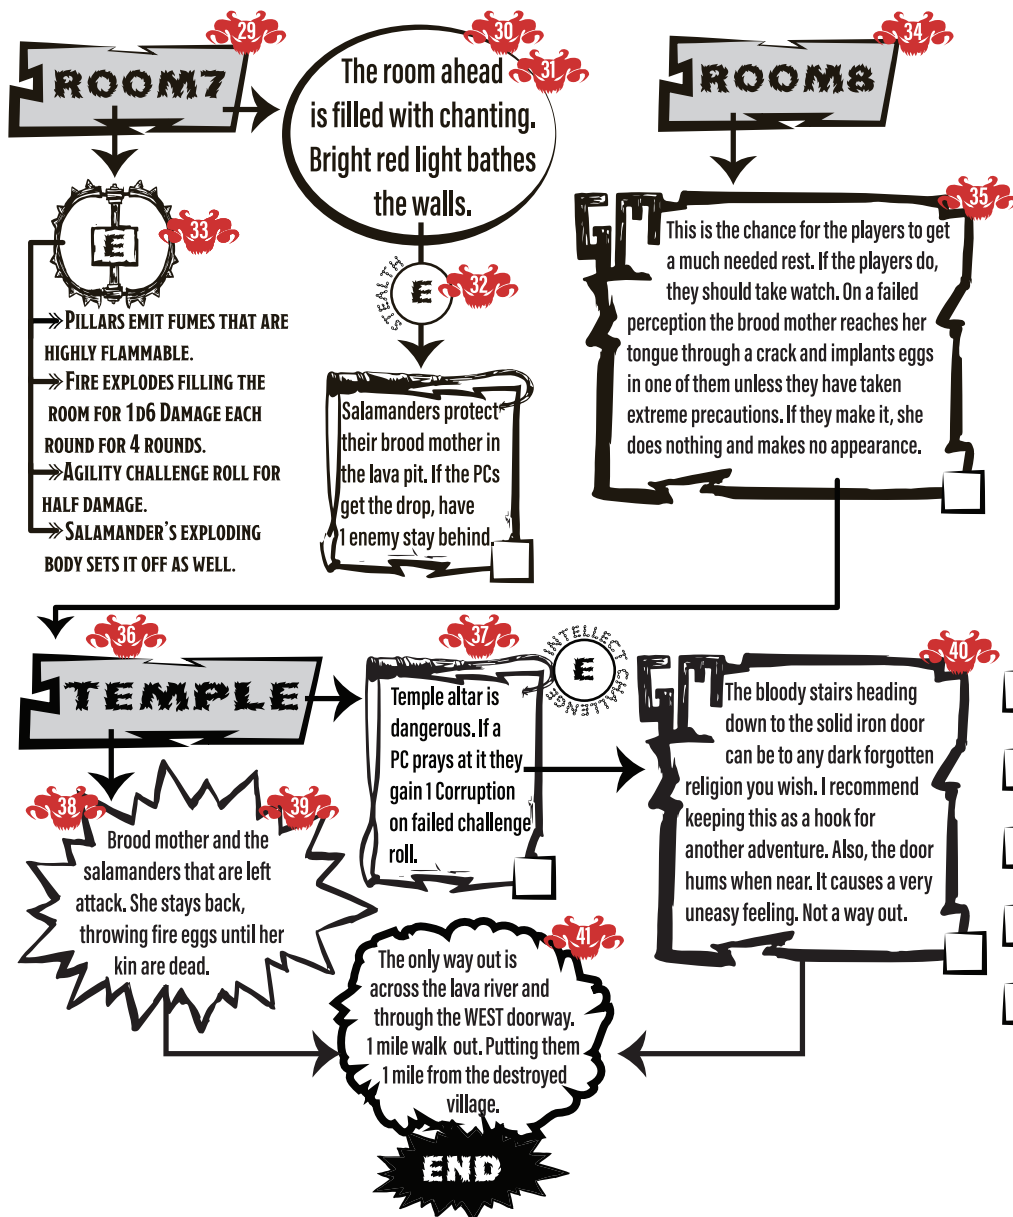 29
ROOM7
30
31
The room ahead
is filled with chanting.
Bright red light bathes
the walls.
33
E
PILLARS EMIT FUMES THAT ARE
HIGHLY FLAMMABLE.
FIRE EXPLODES FILLING THE
ROOM FOR 1D6 DAMAGE EACH
ROUND FOR 4 ROUNDS.
AGILITY CHALLENGE ROLL FOR
HALF DAMAGE.
SALAMANDER'S EXPLODING
BODY SETS IT OFF AS WELL.
STEALTH
E
32
Salamanders protect
their brood mother in
the lava pit. If the PCs
get the drop, have
1 enemy stay behind.
34
ROOM8
35
GM
This is the chance for the players to get
a much needed rest. If the players do,
they should take watch. On a failed
perception the brood mother reaches her
tongue through a crack and implants eggs
in one of them unless they have taken
extreme precautions. If they make it, she
does nothing and makes no appearance.
36
TEMPLE
37
INTELLECT CHALLENGE
E
Temple altar is
dangerous. If a
PC prays at it they
gain 1 Corruption
on failed challenge
roll.
38
39
Brood mother and the
salamanders that are left
attack. She stays back,
throwing fire eggs until her
kin are dead.
40
GM
The bloody stairs heading
down to the solid iron door
can be to any dark forgotten
religion you wish. I recommend
keeping this as a hook for
another adventure. Also, the door
hums when near. It causes a very
uneasy feeling. Not a way out.
41
The only way out is
across the lava river and
through the WEST doorway.
1 mile walk out. Putting them
1 mile from the destroyed
village.
END